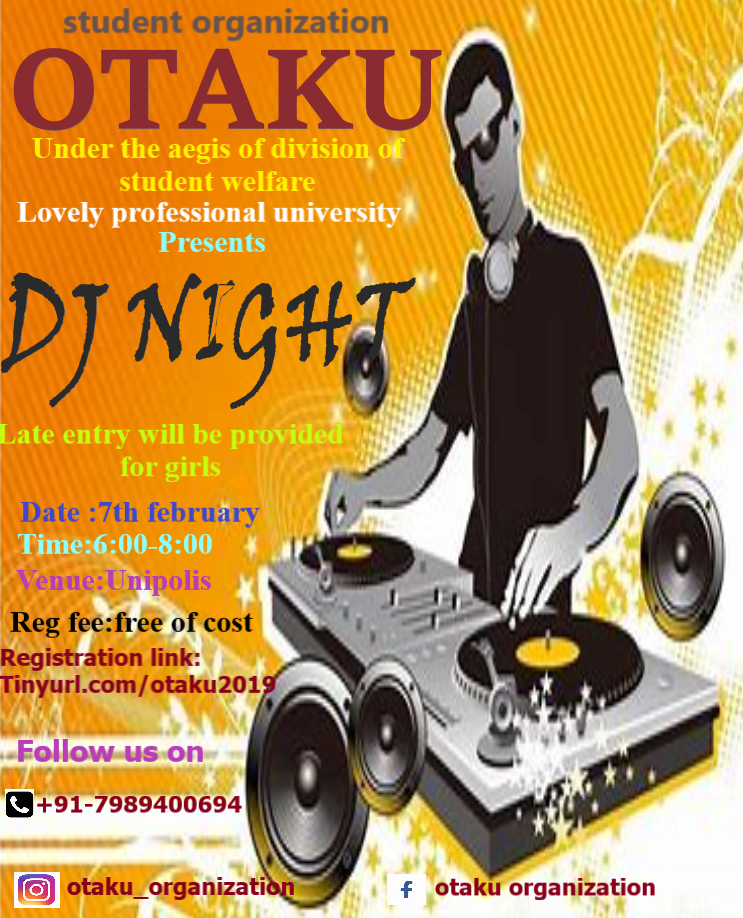 student organization
OTAKU
Under the aegis of division of
student welfare
Lovely professional university
Presents
DJ NIGHT
Late entry will be provided
for girls
Date :7th february
Time:6:00-8:00
Venue:Unipolis
Reg fee:free of cost
Registration link:
Tinyurl.com/otaku2019
Follow us on
+91-7989400694
otaku_organization
otaku organization